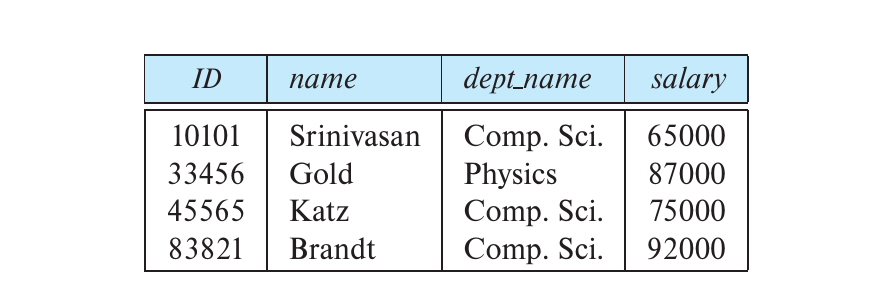 ID name dept_name salary
10101 Srinivasan Comp. Sci. 65000
33456 Gold Physics 87000
45565 Katz Comp. Sci. 75000
83821 Brandt Comp. Sci. 92000